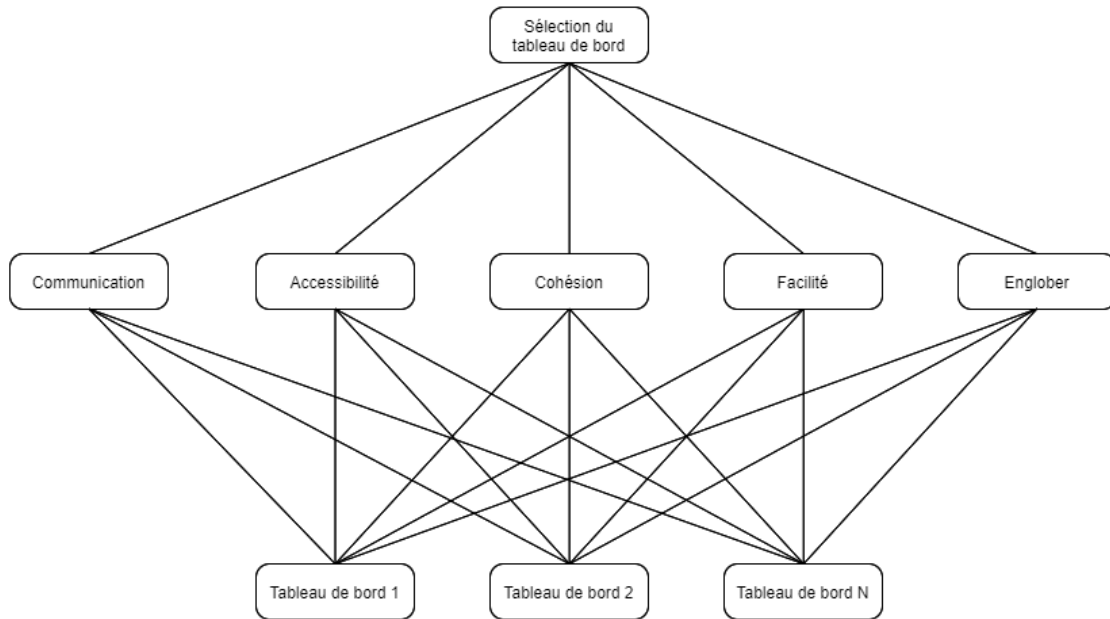 Sélection du
tableau de bord
Communication
Accessibilité
Cohésion
Facilité
Englober
Tableau de bord 1
Tableau de bord 2
Tableau de bord N